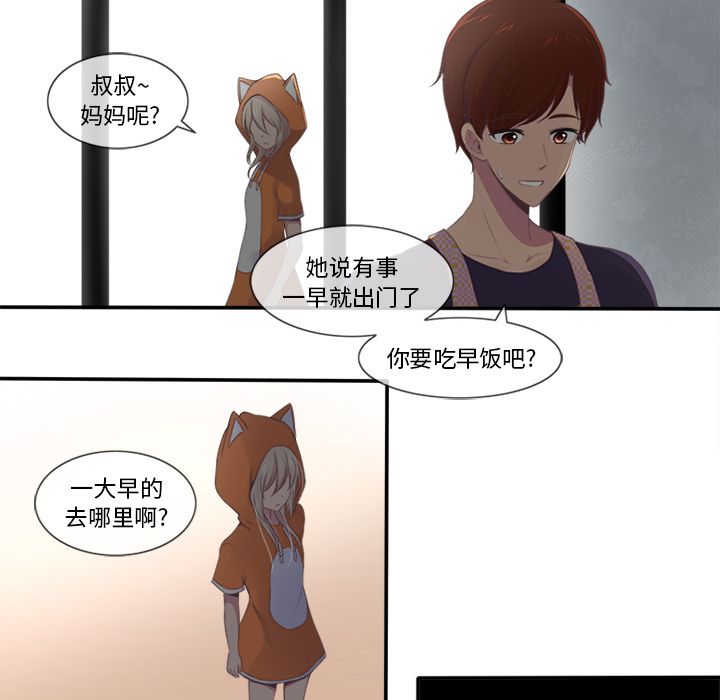 叔叔~
妈妈呢?
她说有事
一早就出门了
你要吃早饭吧?
一大早的
去哪里啊?